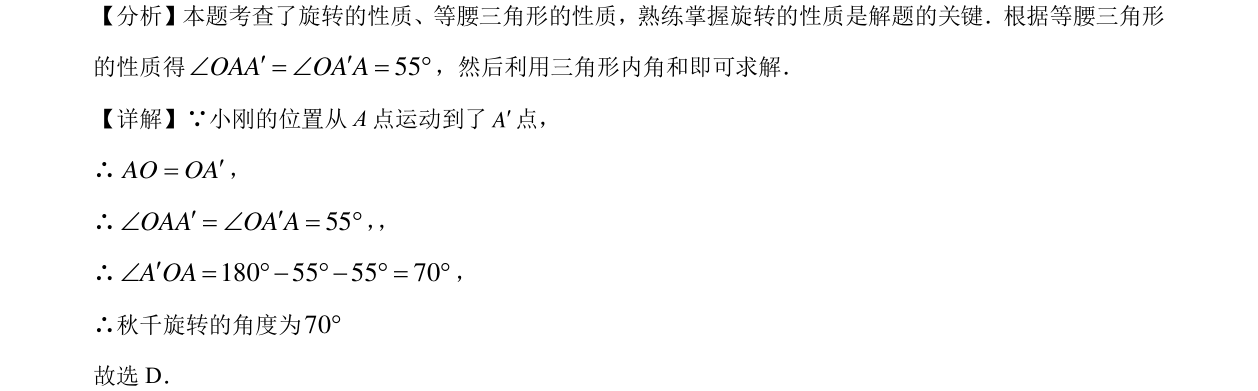 【分析】本题考查了旋转的性质、等腰三角形的性质，熟练掌握旋转的性质是解题的关键．根据等腰三角形
的性质得∠OAA′=∠OA′A=55°，然后利用三角形内角和即可求解．
【详解】∵小刚的位置从 A 点运动到了 A′ 点，
∴ AO=OA′，
∴ ∠OAA′=∠OA′A=55°，，
∴ ∠A′OA=180°−55°−55°=70°，
∴秋千旋转的角度为70°
故选 D．